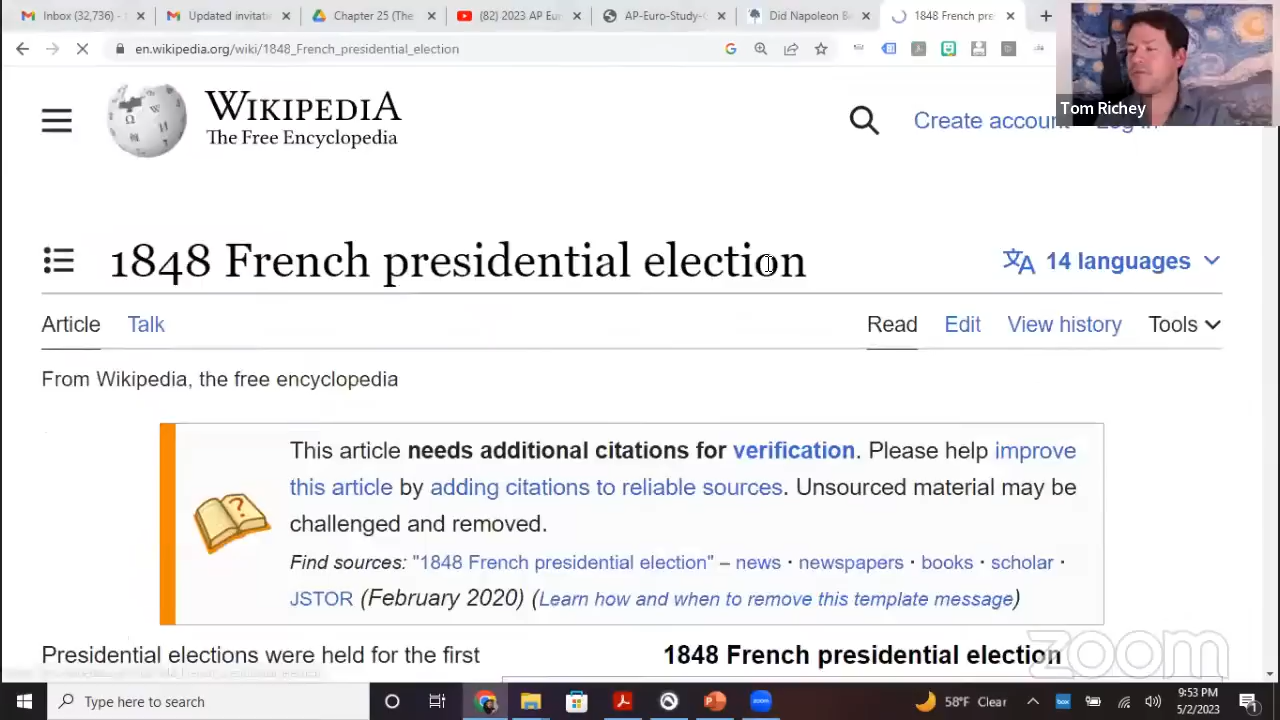 Inbox (32,736) - 
Updated invitati
Chapter 25 (The
(82) 2023 AP Eu
AP-Euro-Study-
Did Napoleon B
1848 French pre
en.wikipedia.org/wiki/1848_French_presidential_election
Tom Richey
WIKIPEDIA
The Free Encyclopedia
Create account
Log in
1848 French presidential election
14 languages
Article
Talk
Read
Edit
View history
Tools
From Wikipedia, the free encyclopedia
This article needs additional citations for verification. Please help improve
this article by adding citations to reliable sources. Unsourced material may be
challenged and removed.
Find sources: "1848 French presidential election" – news · newspapers · books · scholar ·
JSTOR (February 2020) (Learn how and when to remove this template message)
Presidential elections were held for the first
1848 French presidential election
zoom
Type here to search
zoom
58°F Clear
box
9:53 PM
5/2/2023
1